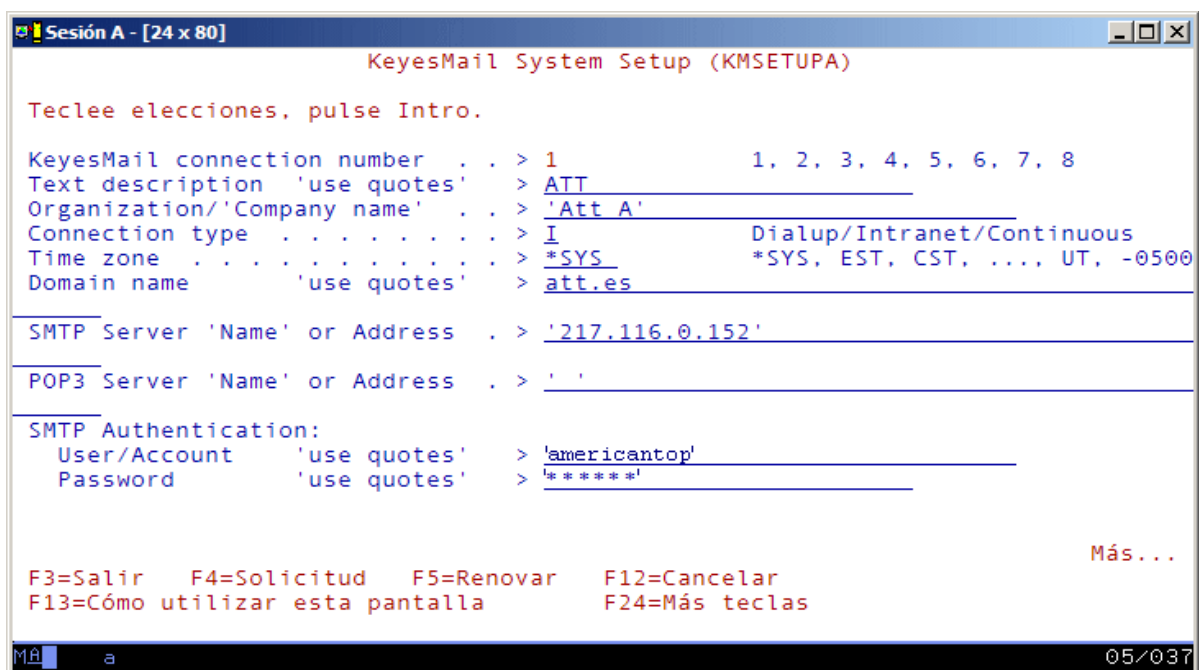 Sesión A - [24 x 80]
KeyesMail System Setup (KMSETUPA)
Teclee elecciones, pulse Intro.
KeyesMail connection number . . > 1 1, 2, 3, 4, 5, 6, 7, 8
Text description 'use quotes' > ATT
Organization/'Company name' . . > 'Att A'
Connection type . . . . . . . . > I Dialup/Intranet/Continuous
Time zone . . . . . . . . . . . > *SYS *SYS, EST, CST, ..., UT, -0500
Domain name 'use quotes' > att.es
SMTP Server 'Name' or Address . > '217.116.0.152'
POP3 Server 'Name' or Address . > ' '
SMTP Authentication:
User/Account 'use quotes' > 'americantop'
Password 'use quotes' > '******'
Más...
F3=Salir F4=Solicitud F5=Renovar F12=Cancelar
F13=Cómo utilizar esta pantalla F24=Más teclas
MA a 05/037